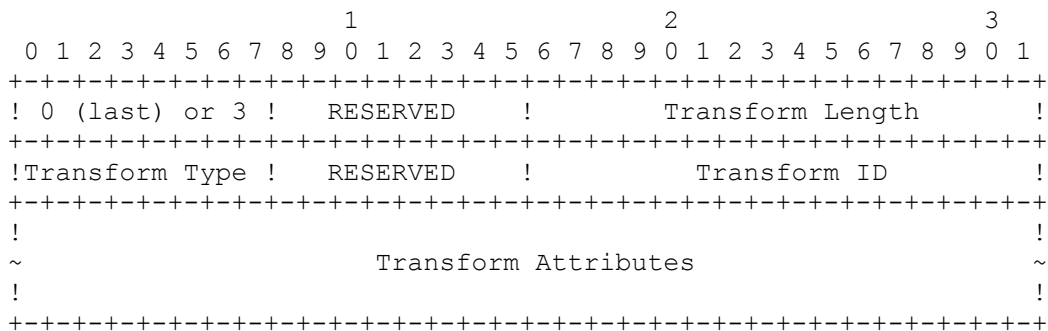 1                   2                   3
 0 1 2 3 4 5 6 7 8 9 0 1 2 3 4 5 6 7 8 9 0 1 2 3 4 5 6 7 8 9 0 1
+-+-+-+-+-+-+-+-+-+-+-+-+-+-+-+-+-+-+-+-+-+-+-+-+-+-+-+-+-+-+-+-+
! 0 (last) or 3 !   RESERVED    !        Transform Length       !
+-+-+-+-+-+-+-+-+-+-+-+-+-+-+-+-+-+-+-+-+-+-+-+-+-+-+-+-+-+-+-+-+
!Transform Type !   RESERVED    !          Transform ID         !
+-+-+-+-+-+-+-+-+-+-+-+-+-+-+-+-+-+-+-+-+-+-+-+-+-+-+-+-+-+-+-+-+
!                                                               !
~                      Transform Attributes                     ~
!                                                               !
+-+-+-+-+-+-+-+-+-+-+-+-+-+-+-+-+-+-+-+-+-+-+-+-+-+-+-+-+-+-+-+-+